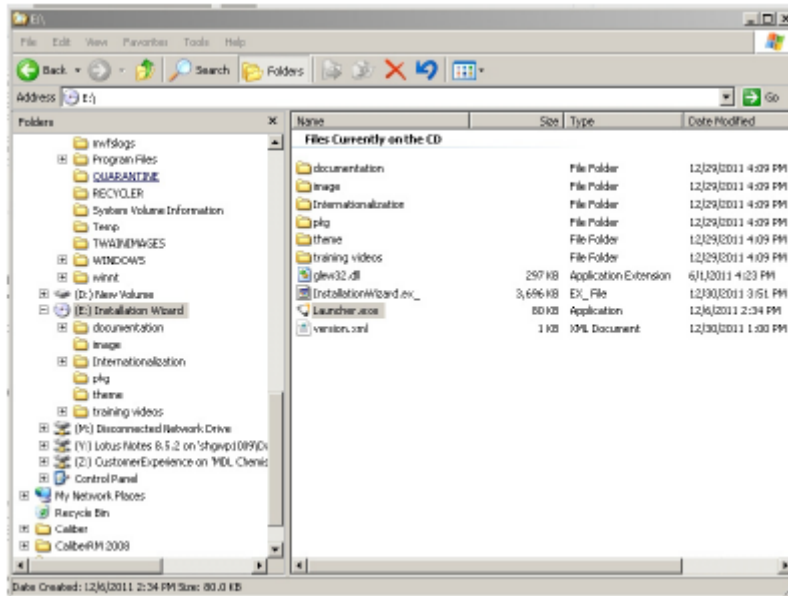 E:\
File Edit View Favorites Tools Help
Back Search Folders
Address E:\ Go
Folders
nwfslogs
Program Files
QUARANTINE
RECYCLER
System Volume Information
Temp
TWAINIMAGES
WINDOWS
winnt
(D:) New Volume
(E:) Installation Wizard
documentation
image
Internationalization
pkg
theme
training videos
(M:) Disconnected Network Drive
(Y:) Lotus Notes 8.5.2 on
(Z:) CustomerExperience on 'MDL Chemis
Control Panel
My Network Places
Recycle Bin
Caliber
CaliberRM 2008
Name Size Type Date Modified
Files Currently on the CD
documentation File Folder 12/29/2011 4:09 PM
image File Folder 12/29/2011 4:09 PM
Internationalization File Folder 12/29/2011 4:09 PM
pkg File Folder 12/29/2011 4:09 PM
theme File Folder 12/29/2011 4:09 PM
training videos File Folder 12/29/2011 4:09 PM
glew32.dll 297 KB Application Extension 6/1/2011 4:23 PM
InstallationWizard.ex_ 3,696 KB EX_ File 12/30/2011 3:51 PM
Launcher.exe 80 KB Application 12/6/2011 2:34 PM
version.xml 1 KB XML Document 12/30/2011 1:00 PM
Date Created: 12/6/2011 2:34 PM Size: 80.0 KB